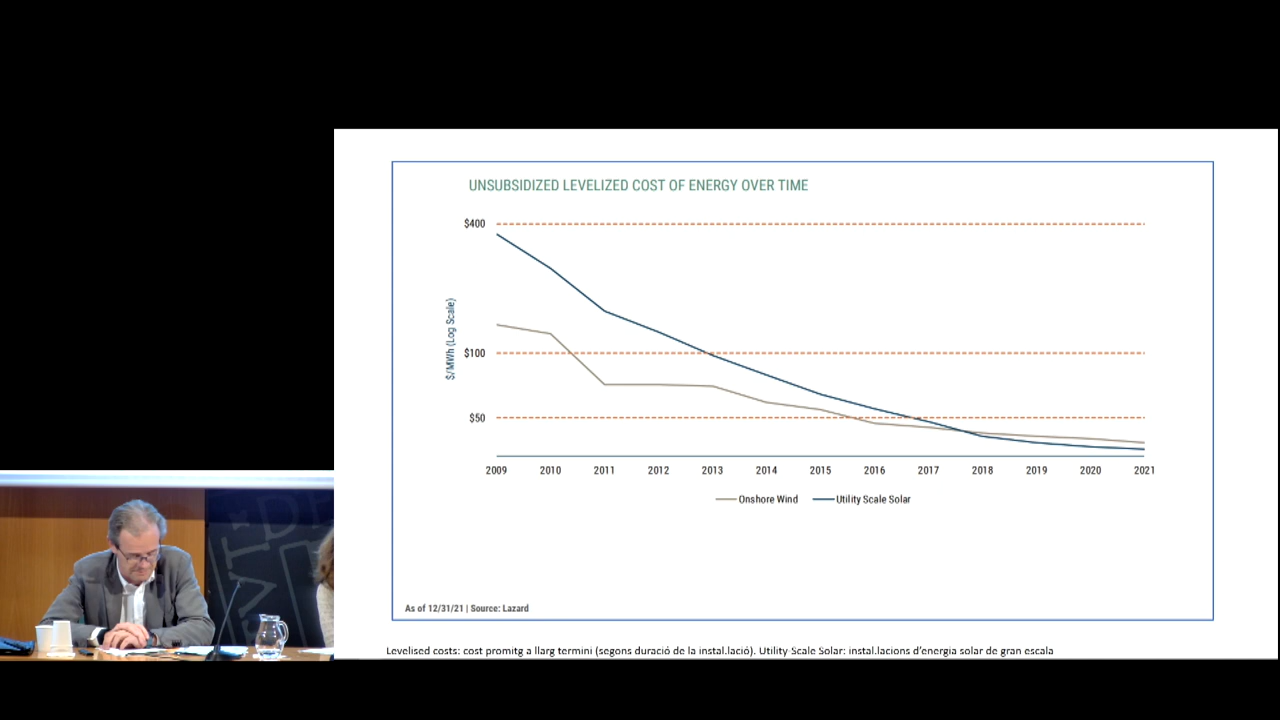 UNSUBSIDIZED LEVELIZED COST OF ENERGY OVER TIME
$400
$/MWh (Log Scale)
$100
$50
2009 2010 2011 2012 2013 2014 2015 2016 2017 2018 2019 2020 2021
Onshore Wind Utility Scale Solar
As of 12/31/21 | Source: Lazard
Levelised costs: cost promitg a llarg termini (segons duració de la instal.lació). Utility Scale Solar: instal.lacions d'energia solar de gran escala